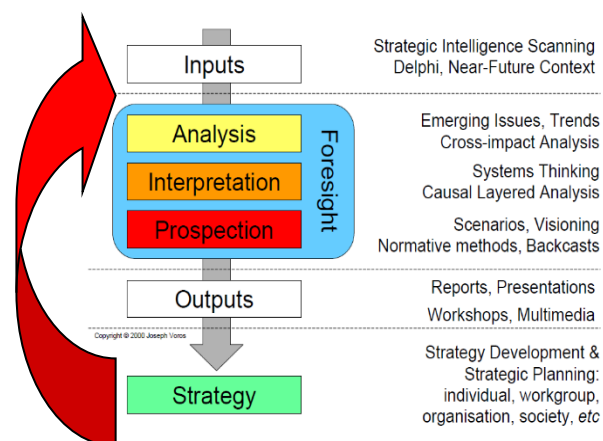 Inputs
Strategic Intelligence Scanning
Delphi, Near-Future Context
Foresight
Analysis
Emerging Issues, Trends
Cross-impact Analysis
Interpretation
Systems Thinking
Causal Layered Analysis
Prospection
Scenarios, Visioning
Normative methods, Backcasts
Outputs
Reports, Presentations
Workshops, Multimedia
Copyright © 2000 Joseph Voros
Strategy
Strategy Development &
Strategic Planning:
individual, workgroup,
organisation, society, etc